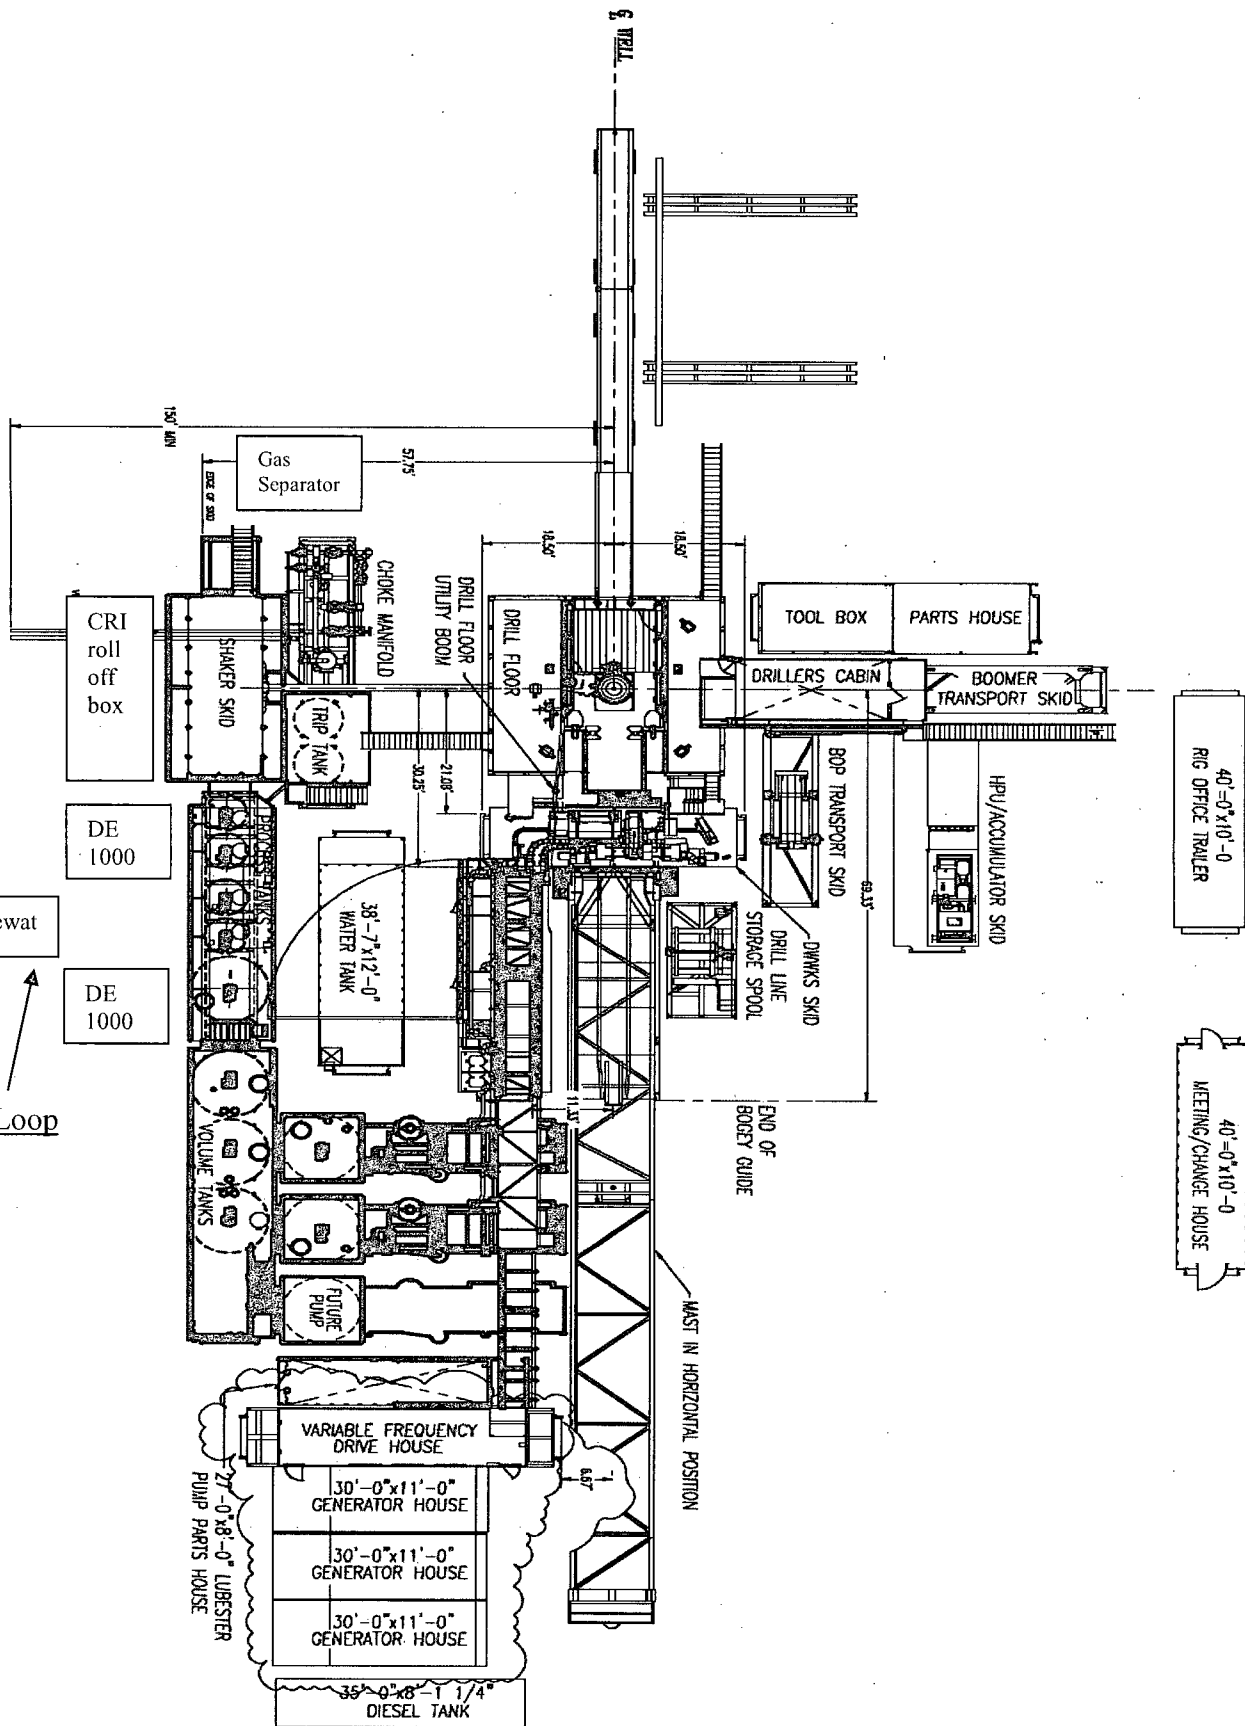 ℄ WELL
150' MIN
57.75'
EDGE OF SKID
Gas
Separator
18.50'
18.50'
CHOKE MANIFOLD
DRILL FLOOR
UTILITY BOOM
DRILL FLOOR
TOOL BOX
PARTS HOUSE
CRI
roll
off
box
SHAKER SKID
TRIP TANK
DRILLERS CABIN
BOOMER
TRANSPORT SKID
21.08'
30.25'
BOP TRANSPORT SKID
HPU/ACCUMULATOR SKID
40'=0"x10'-0
RIG OFFICE TRAILER
DE
1000
PROCESS TANKS
38'-7"x12'-0"
WATER TANK
69.33'
DWKS SKID
DRILL LINE
STORAGE SPOOL
ewat
DE
1000
Loop
11.33'
END OF
BOGEY GUIDE
40'=0"x10'-0
MEETING/CHANGE HOUSE
VOLUME TANKS
FUTURE
PUMP
MAST IN HORIZONTAL POSITION
VARIABLE FREQUENCY
DRIVE HOUSE
6.67'
27'-0"x8'-0" LUBESTER
PUMP PARTS HOUSE
30'-0"x11'-0"
GENERATOR HOUSE
30'-0"x11'-0"
GENERATOR HOUSE
30'-0"x11'-0"
GENERATOR HOUSE
35'-0"x8'-1 1/4"
DIESEL TANK